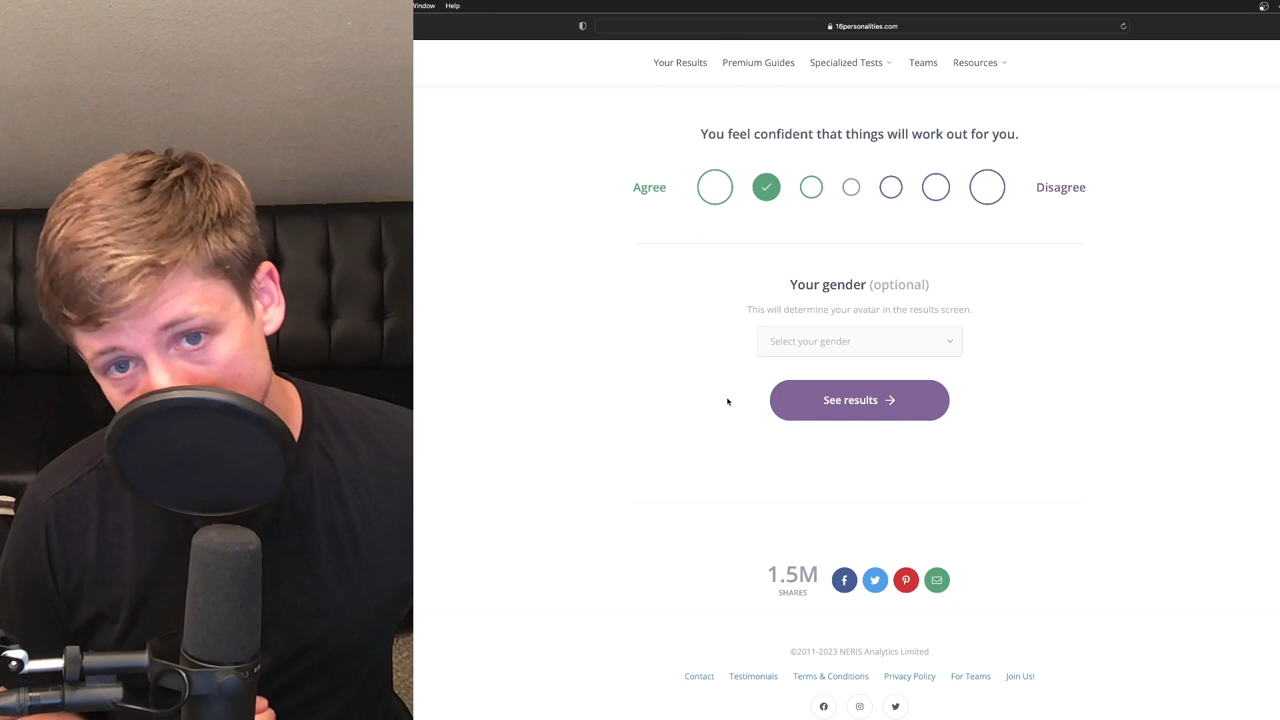 Window Help
16personalities.com
Your Results Premium Guides Specialized Tests Teams Resources
You feel confident that things will work out for you.
Agree Disagree
Your gender (optional)
This will determine your avatar in the results screen.
Select your gender
See results
1.5M
SHARES
©2011-2023 NERIS Analytics Limited
Contact Testimonials Terms & Conditions Privacy Policy For Teams Join Us!